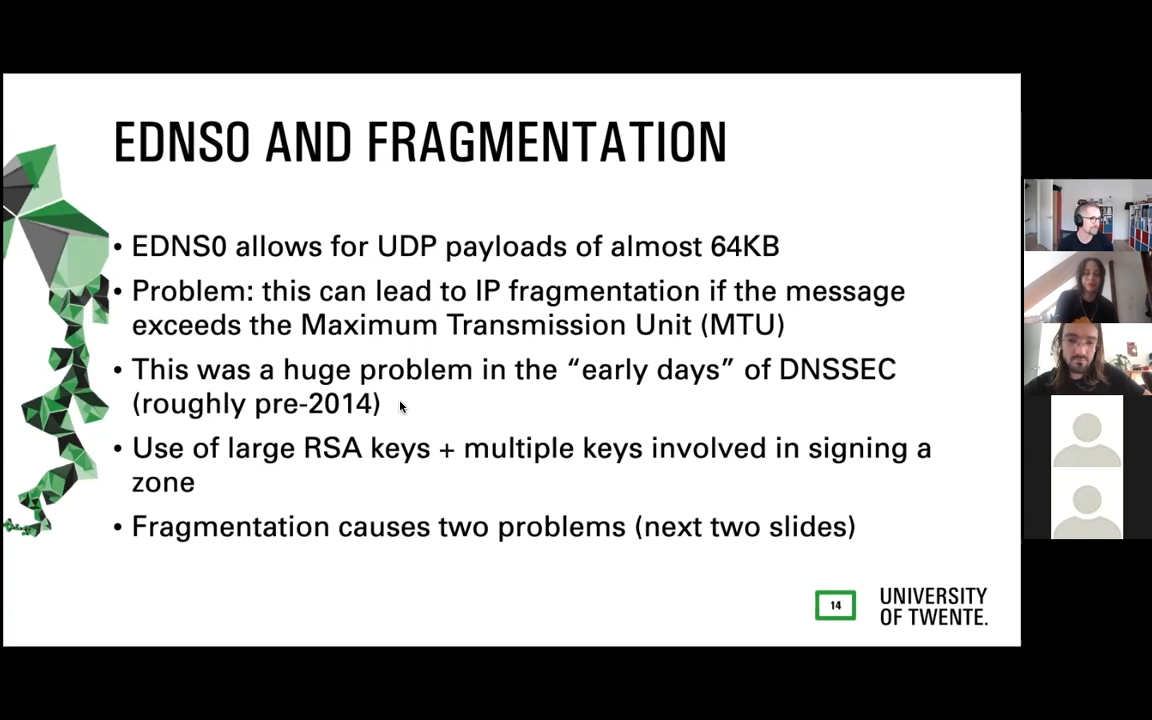 EDNS0 AND FRAGMENTATION
• EDNS0 allows for UDP payloads of almost 64KB
• Problem: this can lead to IP fragmentation if the message
exceeds the Maximum Transmission Unit (MTU)
• This was a huge problem in the “early days” of DNSSEC
(roughly pre-2014)
• Use of large RSA keys + multiple keys involved in signing a
zone
• Fragmentation causes two problems (next two slides)
14
UNIVERSITY
OF TWENTE.